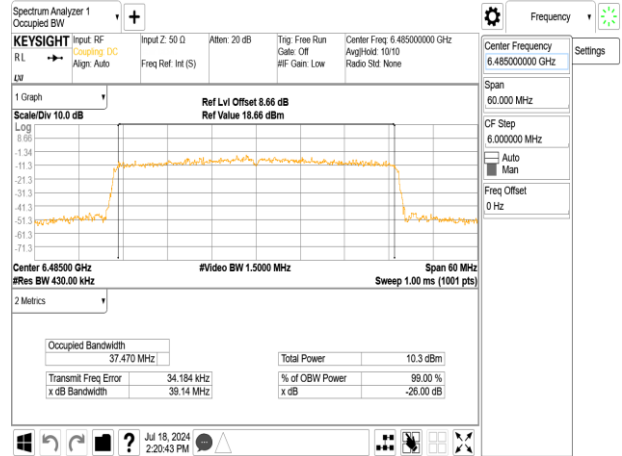 Spectrum Analyzer 1
Occupied BW
Frequency
KEYSIGHT
Input: RF
Input Z: 50 Ω
Atten: 20 dB
Trig: Free Run
Center Freq: 6.485000000 GHz
RL
Coupling: DC
Gate: Off
Avg|Hold: 10/10
Align: Auto
Freq Ref: Int (S)
#IF Gain: Low
Radio Std: None
LXI
Center Frequency
6.485000000 GHz
Settings
Span
60.000 MHz
CF Step
6.000000 MHz
Auto
Man
Freq Offset
0 Hz
1 Graph
Ref Lvl Offset 8.66 dB
Scale/Div 10.0 dB
Ref Value 18.66 dBm
Log
8.66
-1.34
-11.3
-21.3
-31.3
-41.3
-51.3
-61.3
-71.3
Center 6.48500 GHz
#Video BW 1.5000 MHz
Span 60 MHz
#Res BW 430.00 kHz
Sweep 1.00 ms (1001 pts)
2 Metrics
Occupied Bandwidth
37.470 MHz
Total Power
10.3 dBm
Transmit Freq Error
34.184 kHz
% of OBW Power
99.00 %
x dB Bandwidth
39.14 MHz
x dB
-26.00 dB
Jul 18, 2024
2:20:43 PM